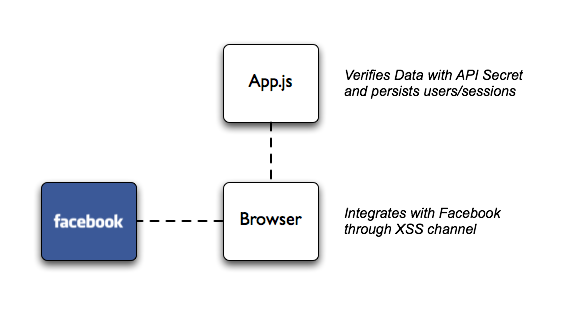 App.js
Verifies Data with API Secret
and persists users/sessions
facebook
Browser
Integrates with Facebook
through XSS channel